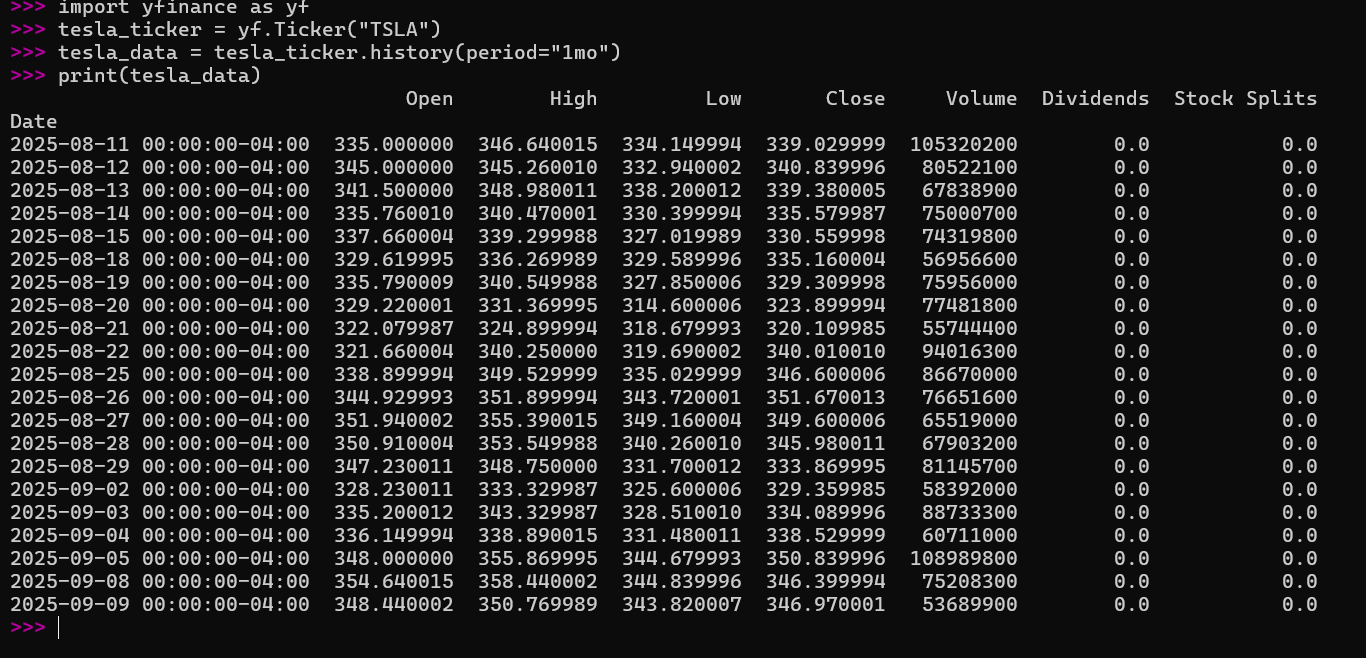 >>> import yfinance as yf
>>> tesla_ticker = yf.Ticker("TSLA")
>>> tesla_data = tesla_ticker.history(period="1mo")
>>> print(tesla_data)
                                 Open        High         Low       Close     Volume  Dividends  Stock Splits
Date
2025-08-11 00:00:00-04:00  335.000000  346.640015  334.149994  339.029999  105320200        0.0           0.0
2025-08-12 00:00:00-04:00  345.000000  345.260010  332.940002  340.839996   80522100        0.0           0.0
2025-08-13 00:00:00-04:00  341.500000  348.980011  338.200012  339.380005   67838900        0.0           0.0
2025-08-14 00:00:00-04:00  335.760010  340.470001  330.399994  335.579987   75000700        0.0           0.0
2025-08-15 00:00:00-04:00  337.660004  339.299988  327.019989  330.559998   74319800        0.0           0.0
2025-08-18 00:00:00-04:00  329.619995  336.269989  329.589996  335.160004   56956600        0.0           0.0
2025-08-19 00:00:00-04:00  335.790009  340.549988  327.850006  329.309998   75956000        0.0           0.0
2025-08-20 00:00:00-04:00  329.220001  331.369995  314.600006  323.899994   77481800        0.0           0.0
2025-08-21 00:00:00-04:00  322.079987  324.899994  318.679993  320.109985   55744400        0.0           0.0
2025-08-22 00:00:00-04:00  321.660004  340.250000  319.690002  340.010010   94016300        0.0           0.0
2025-08-25 00:00:00-04:00  338.899994  349.529999  335.029999  346.600006   86670000        0.0           0.0
2025-08-26 00:00:00-04:00  344.929993  351.899994  343.720001  351.670013   76651600        0.0           0.0
2025-08-27 00:00:00-04:00  351.940002  355.390015  349.160004  349.600006   65519000        0.0           0.0
2025-08-28 00:00:00-04:00  350.910004  353.549988  340.260010  345.980011   67903200        0.0           0.0
2025-08-29 00:00:00-04:00  347.230011  348.750000  331.700012  333.869995   81145700        0.0           0.0
2025-09-02 00:00:00-04:00  328.230011  333.329987  325.600006  329.359985   58392000        0.0           0.0
2025-09-03 00:00:00-04:00  335.200012  343.329987  328.510010  334.089996   88733300        0.0           0.0
2025-09-04 00:00:00-04:00  336.149994  338.890015  331.480011  338.529999   60711000        0.0           0.0
2025-09-05 00:00:00-04:00  348.000000  355.869995  344.679993  350.839996  108989800        0.0           0.0
2025-09-08 00:00:00-04:00  354.640015  358.440002  344.839996  346.399994   75208300        0.0           0.0
2025-09-09 00:00:00-04:00  348.440002  350.769989  343.820007  346.970001   53689900        0.0           0.0
>>>